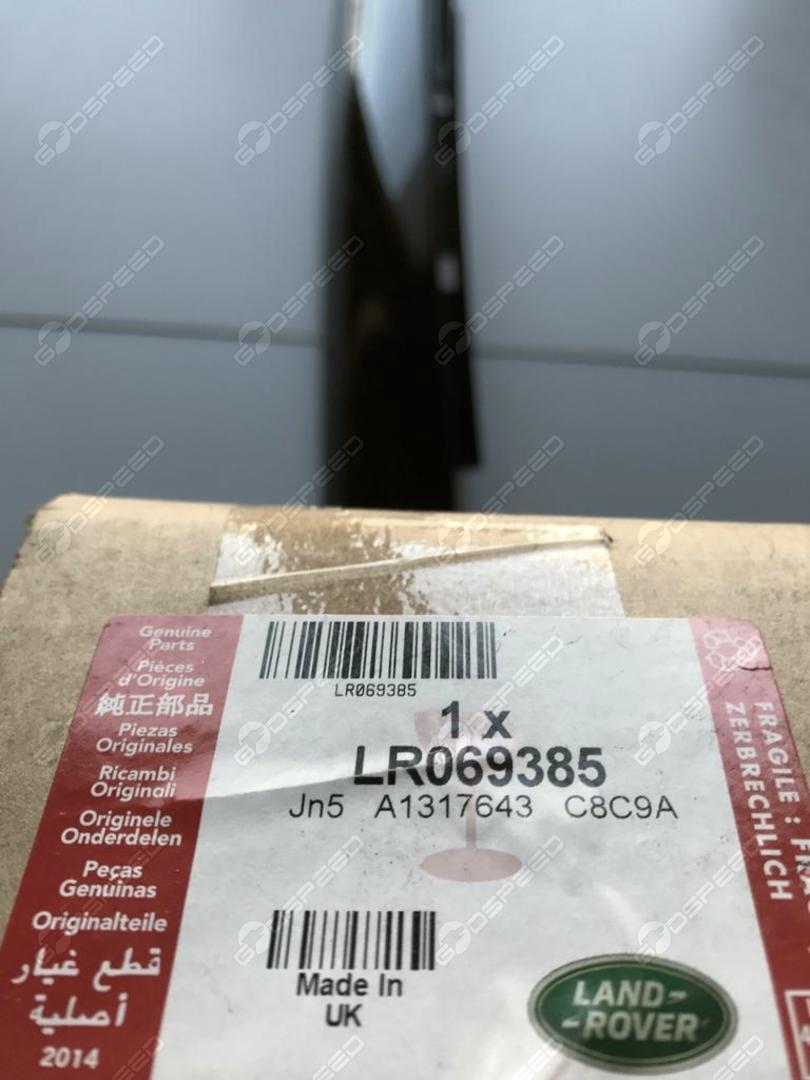 GODSPEED
Genuine
Parts
Pièces
d'Origine
純正部品
Piezas
Originales
Ricambi
Originali
Originele
Onderdelen
Peças
Genuinas
Originalteile
قطع غيار
أصلية
2014
LR069385
1 x
LR069385
Jn5 A1317643 C8C9A
Made In
UK
LAND-
-ROVER
FRAGILE :
ZERBRECHLICH